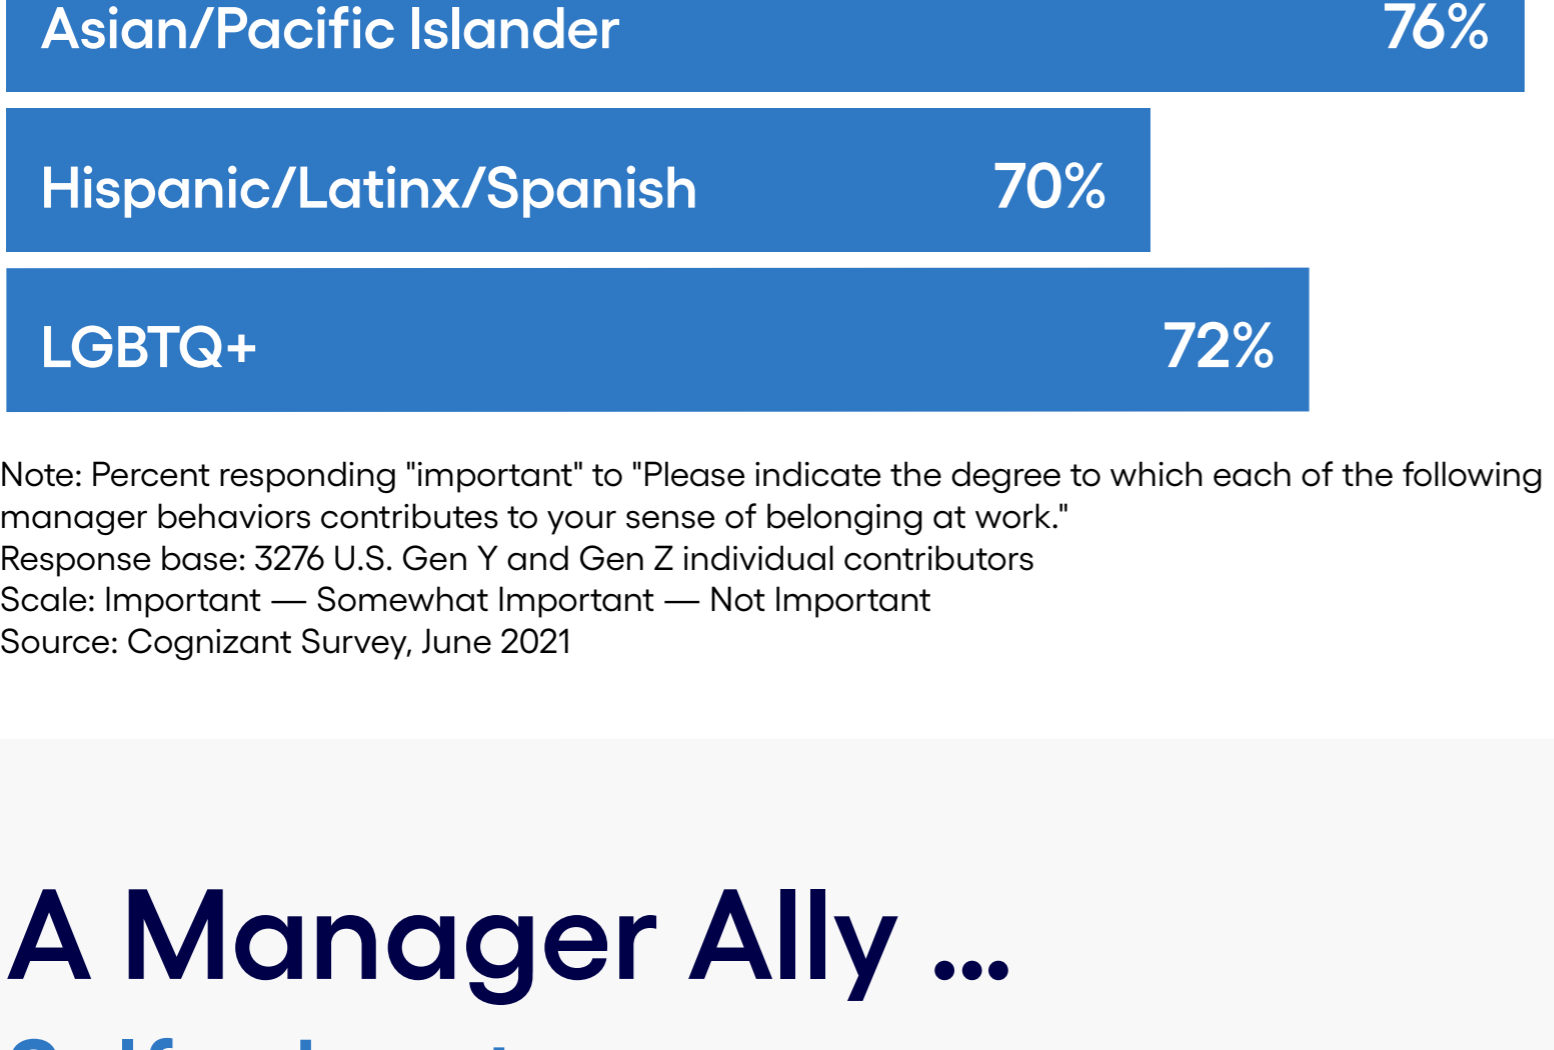 Asian/Pacific Islander 76%
Hispanic/Latinx/Spanish 70%
LGBTQ+ 72%
Note: Percent responding "important" to "Please indicate the degree to which each of the following
manager behaviors contributes to your sense of belonging at work."
Response base: 3276 U.S. Gen Y and Gen Z individual contributors
Scale: Important — Somewhat Important — Not Important
Source: Cognizant Survey, June 2021
A Manager Ally ...